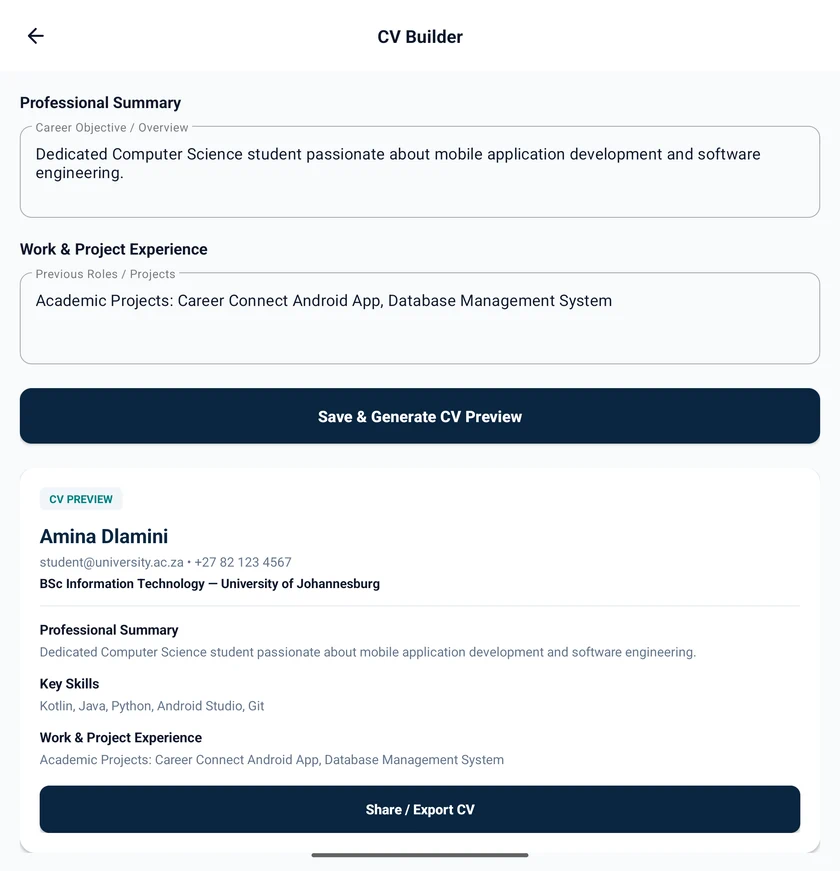 CV Builder
Professional Summary
Career Objective / Overview
Dedicated Computer Science student passionate about mobile application development and software
engineering.
Work & Project Experience
Previous Roles / Projects
Academic Projects: Career Connect Android App, Database Management System
Save & Generate CV Preview
CV PREVIEW
Amina Dlamini
student@university.ac.za • +27 82 123 4567
BSc Information Technology — University of Johannesburg
Professional Summary
Dedicated Computer Science student passionate about mobile application development and software engineering.
Key Skills
Kotlin, Java, Python, Android Studio, Git
Work & Project Experience
Academic Projects: Career Connect Android App, Database Management System
Share / Export CV